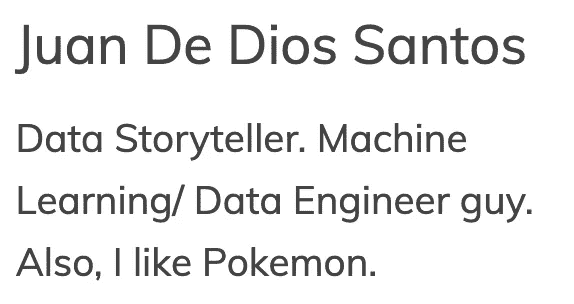 Juan De Dios Santos
Data Storyteller. Machine
Learning/ Data Engineer guy.
Also, I like Pokemon.